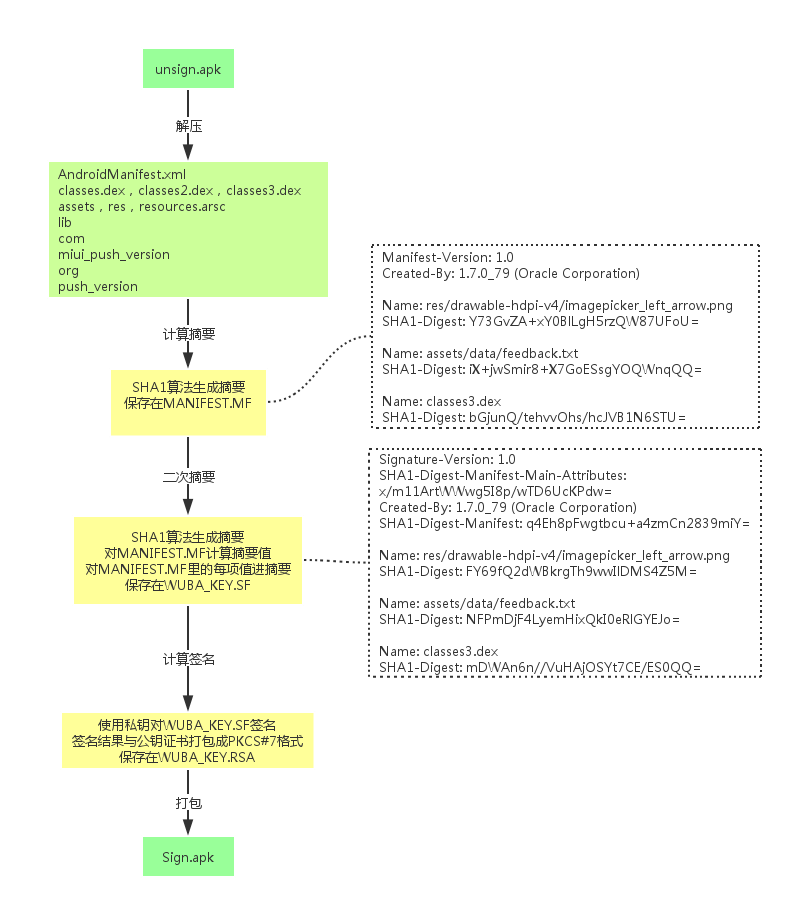 unsign.apk
解压
AndroidManifest.xml
classes.dex，classes2.dex，classes3.dex
assets，res，resources.arsc
lib
com
miui_push_version
org
push_version
计算摘要
SHA1算法生成摘要
保存在MANIFEST.MF
Manifest-Version: 1.0
Created-By: 1.7.0_79 (Oracle Corporation)
Name: res/drawable-hdpi-v4/imagepicker_left_arrow.png
SHA1-Digest: Y73GvZA+xY0BlLgH5rzQW87UFoU=
Name: assets/data/feedback.txt
SHA1-Digest: iX+jwSmir8+X7GoESsgYOQWnqQQ=
Name: classes3.dex
SHA1-Digest: bGjunQ/tehvvOhs/hcJVB1N6STU=
二次摘要
SHA1算法生成摘要
对MANIFEST.MF计算摘要值
对MANIFEST.MF里的每项值进摘要
保存在WUBA_KEY.SF
Signature-Version: 1.0
SHA1-Digest-Manifest-Main-Attributes:
x/m11ArtWWwg5I8p/wTD6UcKPdw=
Created-By: 1.7.0_79 (Oracle Corporation)
SHA1-Digest-Manifest: q4Eh8pFwgtbcu+a4zmCn2839miY=
Name: res/drawable-hdpi-v4/imagepicker_left_arrow.png
SHA1-Digest: FY69fQ2dWBkrgTh9wwIlDMS4Z5M=
Name: assets/data/feedback.txt
SHA1-Digest: NFPmDjF4LyemHixQkI0eRlGYEJo=
Name: classes3.dex
SHA1-Digest: mDWAn6n//VuHAjOSYt7CE/ES0QQ=
计算签名
使用私钥对WUBA_KEY.SF签名
签名结果与公钥证书打包成PKCS#7格式
保存在WUBA_KEY.RSA
打包
Sign.apk